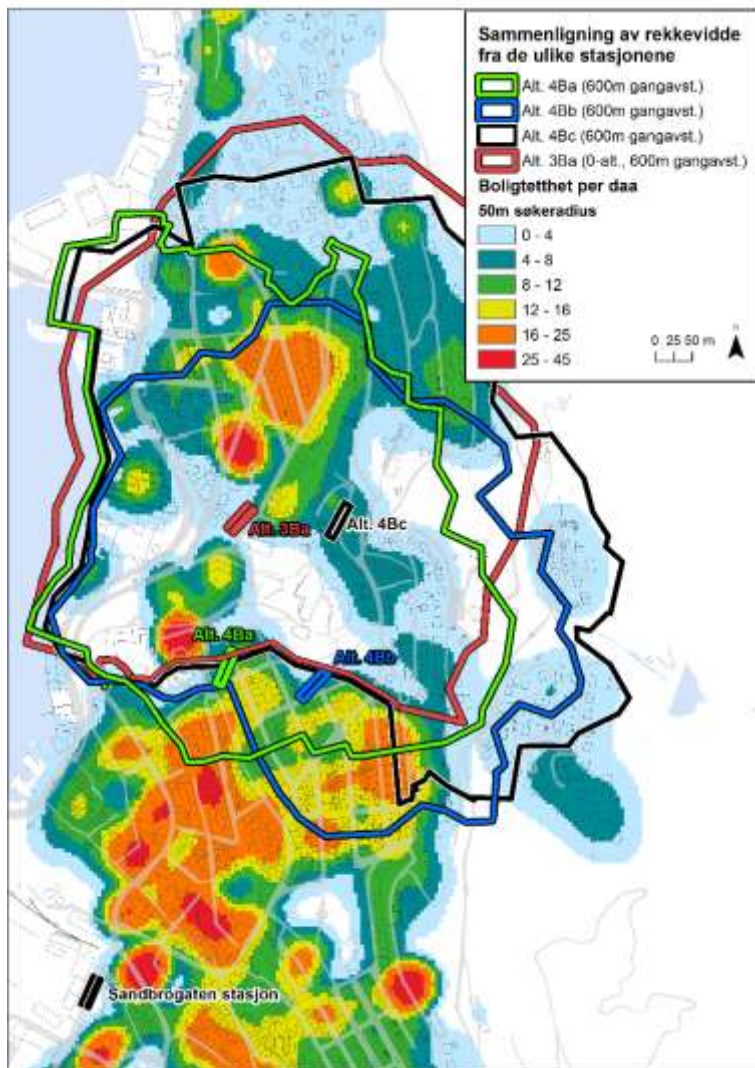 Sammenligning av rekkevidde
fra de ulike stasjonene
Alt. 4Ba (600m gangavst.)
Alt. 4Bb (600m gangavst.)
Alt. 4Bc (600m gangavst.)
Alt. 3Ba (0-alt., 600m gangavst.)
Boligtetthet per daa
50m søkeradius
0 - 4
4 - 8
8 - 12
12 - 16
16 - 25
25 - 45
N
0 25 50 m
Alt. 3Ba
Alt. 4Bc
Alt. 4Ba
Alt. 4Bb
Sandbrogaten stasjon